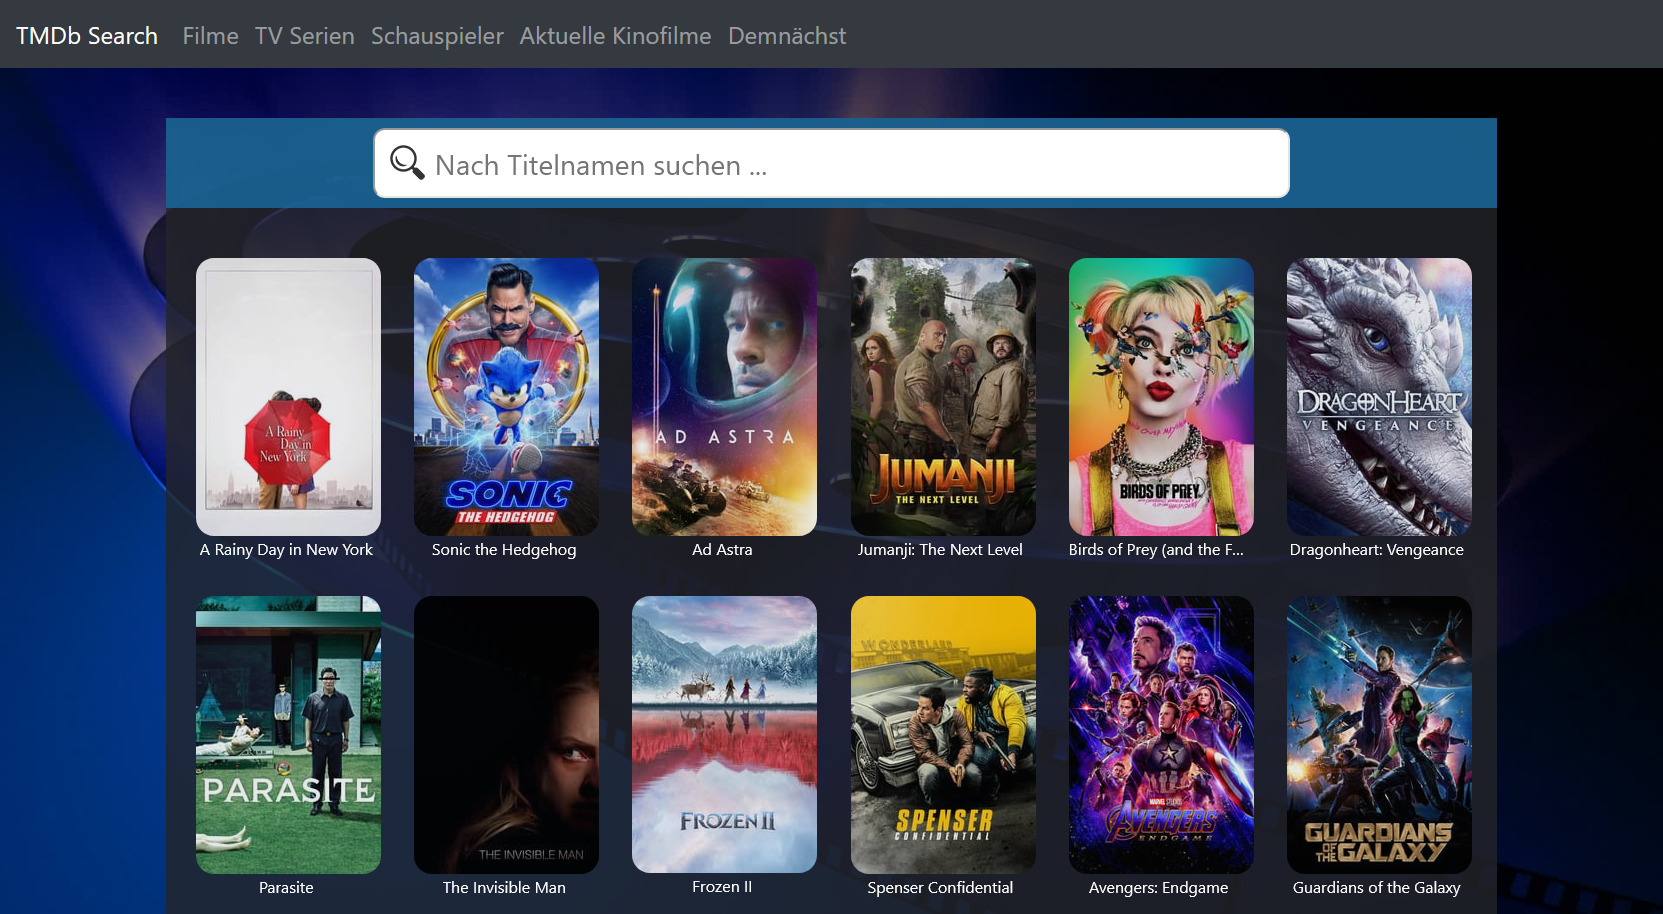 TMDb Search Filme TV Serien Schauspieler Aktuelle Kinofilme Demnächst
Nach Titelnamen suchen ...
A Rainy
Day in
New York
SONIC
THE HEDGEHOG
AD ASTRA
JUMANJI
THE NEXT LEVEL
BIRDS OF PREY
DRAGONHEART
VENGEANCE
A Rainy Day in New York
Sonic the Hedgehog
Ad Astra
Jumanji: The Next Level
Birds of Prey (and the F...
Dragonheart: Vengeance
PARASITE
THE INVISIBLE MAN
FROZEN II
WONDERLAND
SPENSER
CONFIDENTIAL
MARVEL STUDIOS
AVENGERS
ENDGAME
GUARDIANS
OF THE GALAXY
Parasite
The Invisible Man
Frozen II
Spenser Confidential
Avengers: Endgame
Guardians of the Galaxy